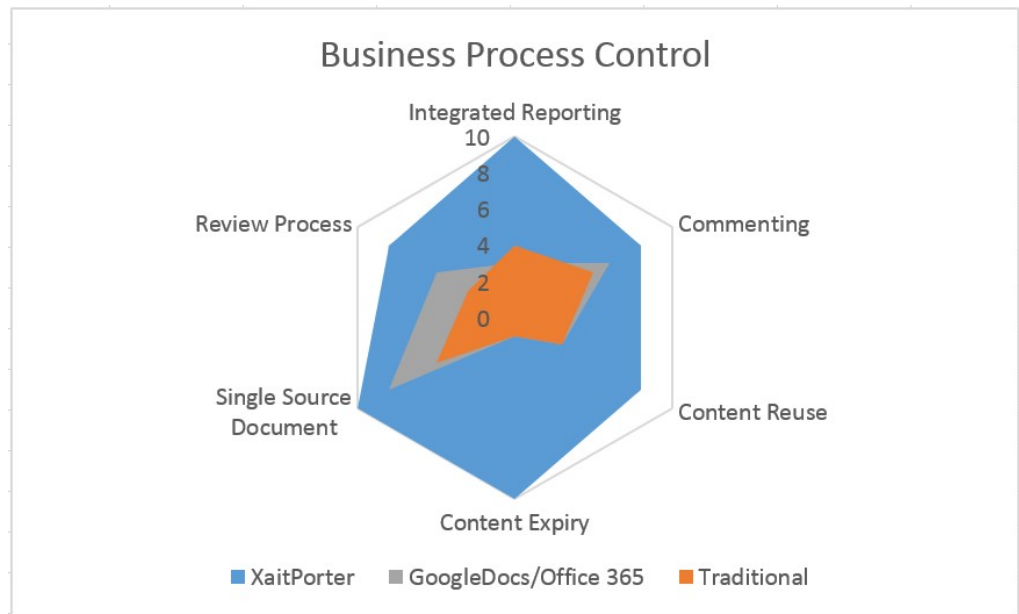 Business Process Control
Integrated Reporting
10
8
6
4
2
0
Review Process
Commenting
Single Source
Document
Content Reuse
Content Expiry
XaitPorter
GoogleDocs/Office 365
Traditional